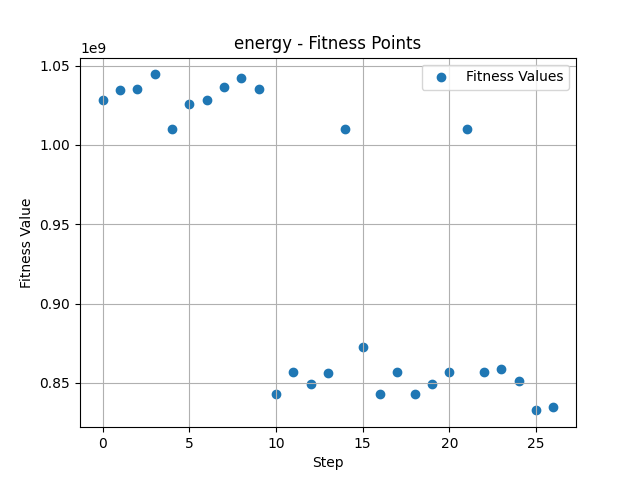 energy - Fitness Points
1e9
Fitness Values
1.05
1.00
0.95
0.90
0.85
Fitness Value
0 5 10 15 20 25
Step